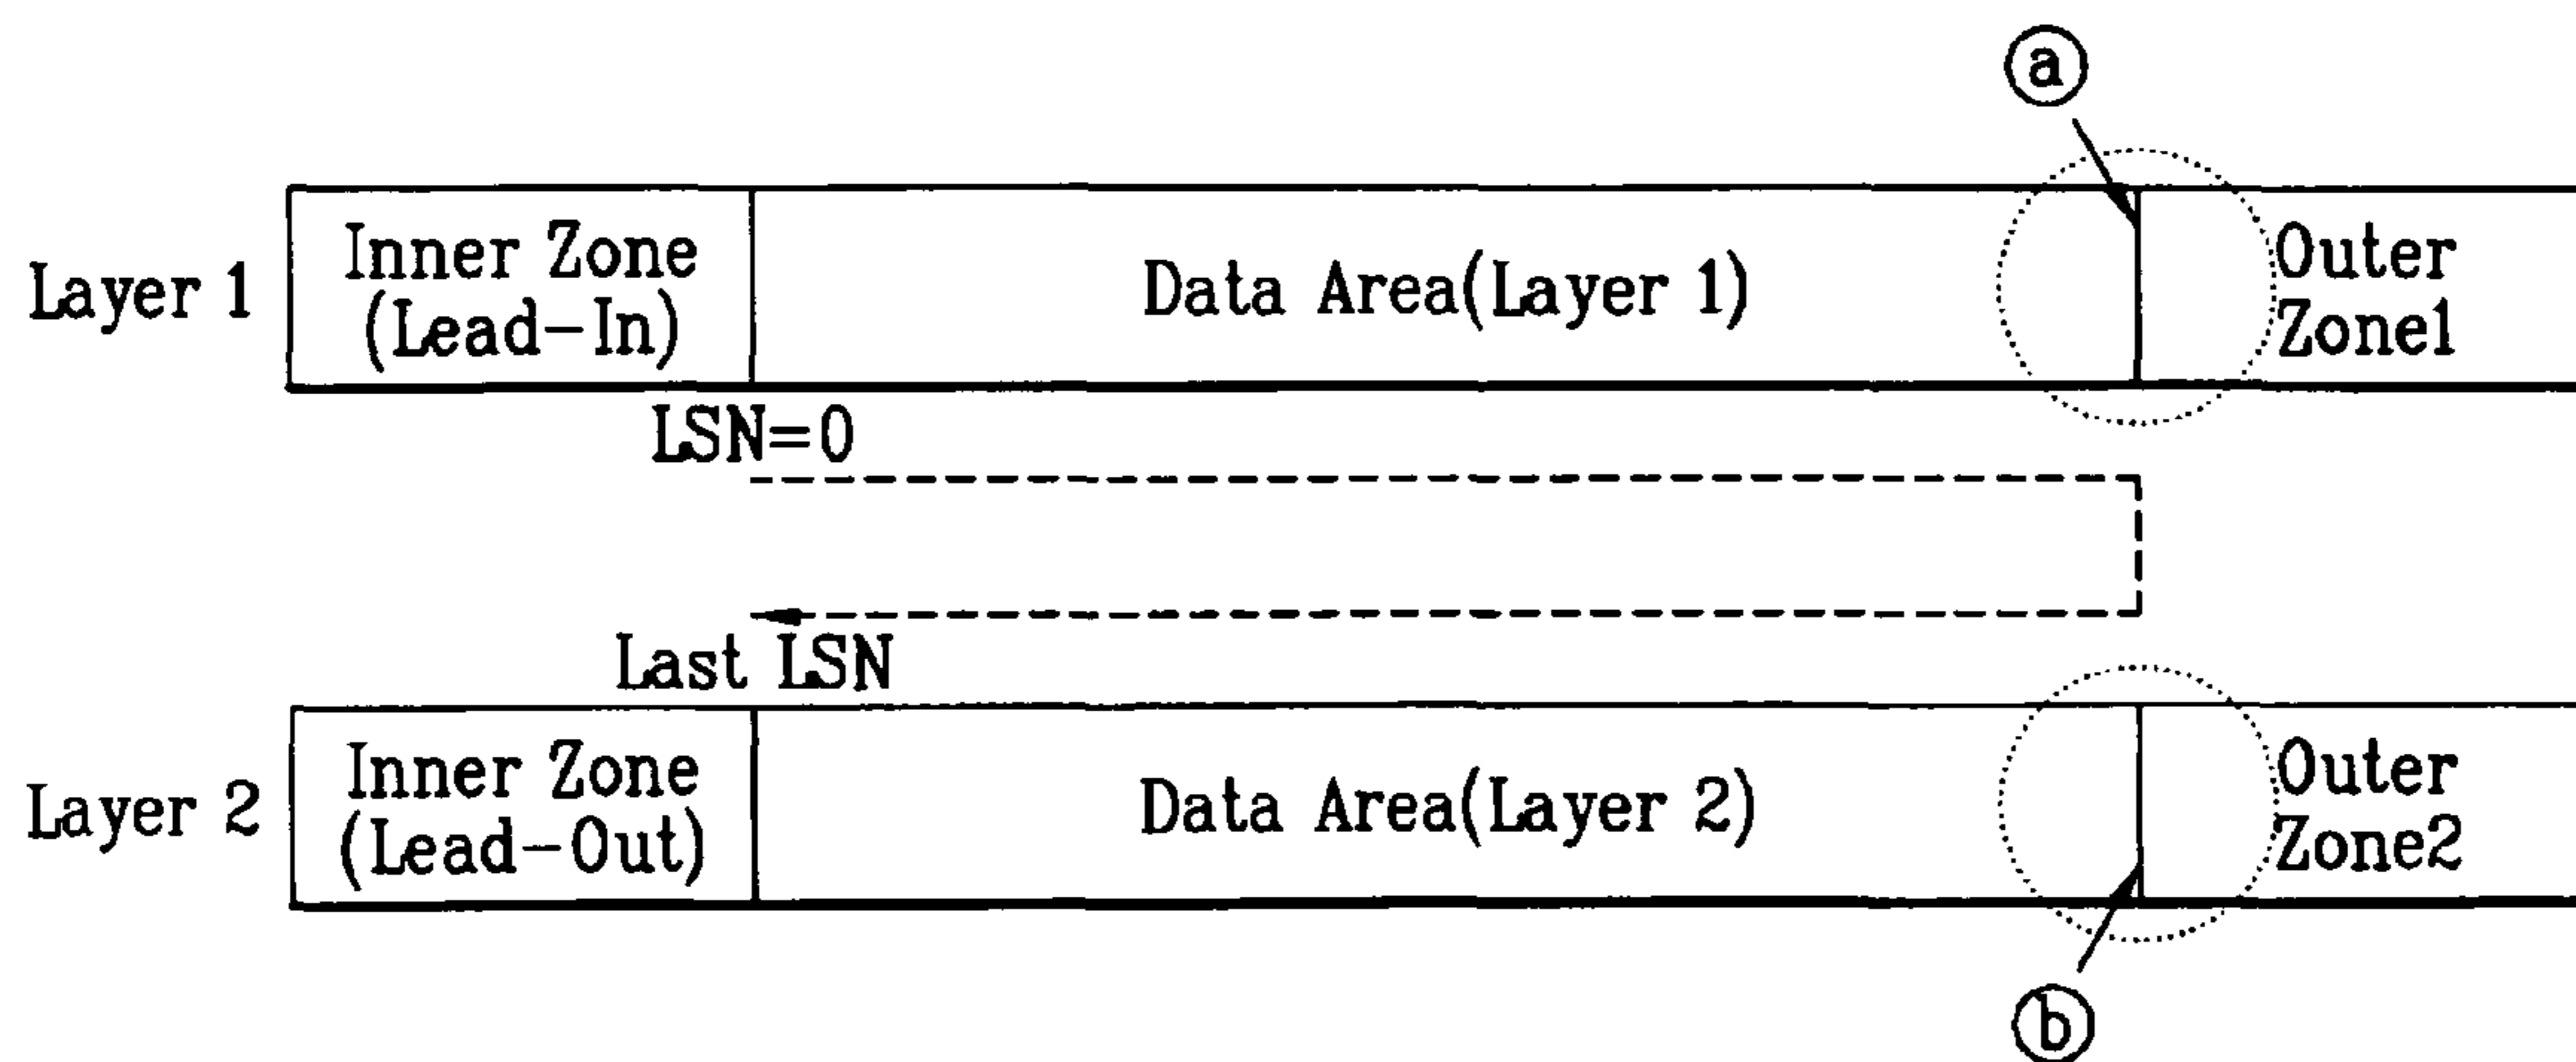 ⓐ
Layer 1
Inner Zone
(Lead-In)
Data Area(Layer 1)
Outer
Zone1
LSN=0
Last LSN
Layer 2
Inner Zone
(Lead-Out)
Data Area(Layer 2)
Outer
Zone2
ⓑ